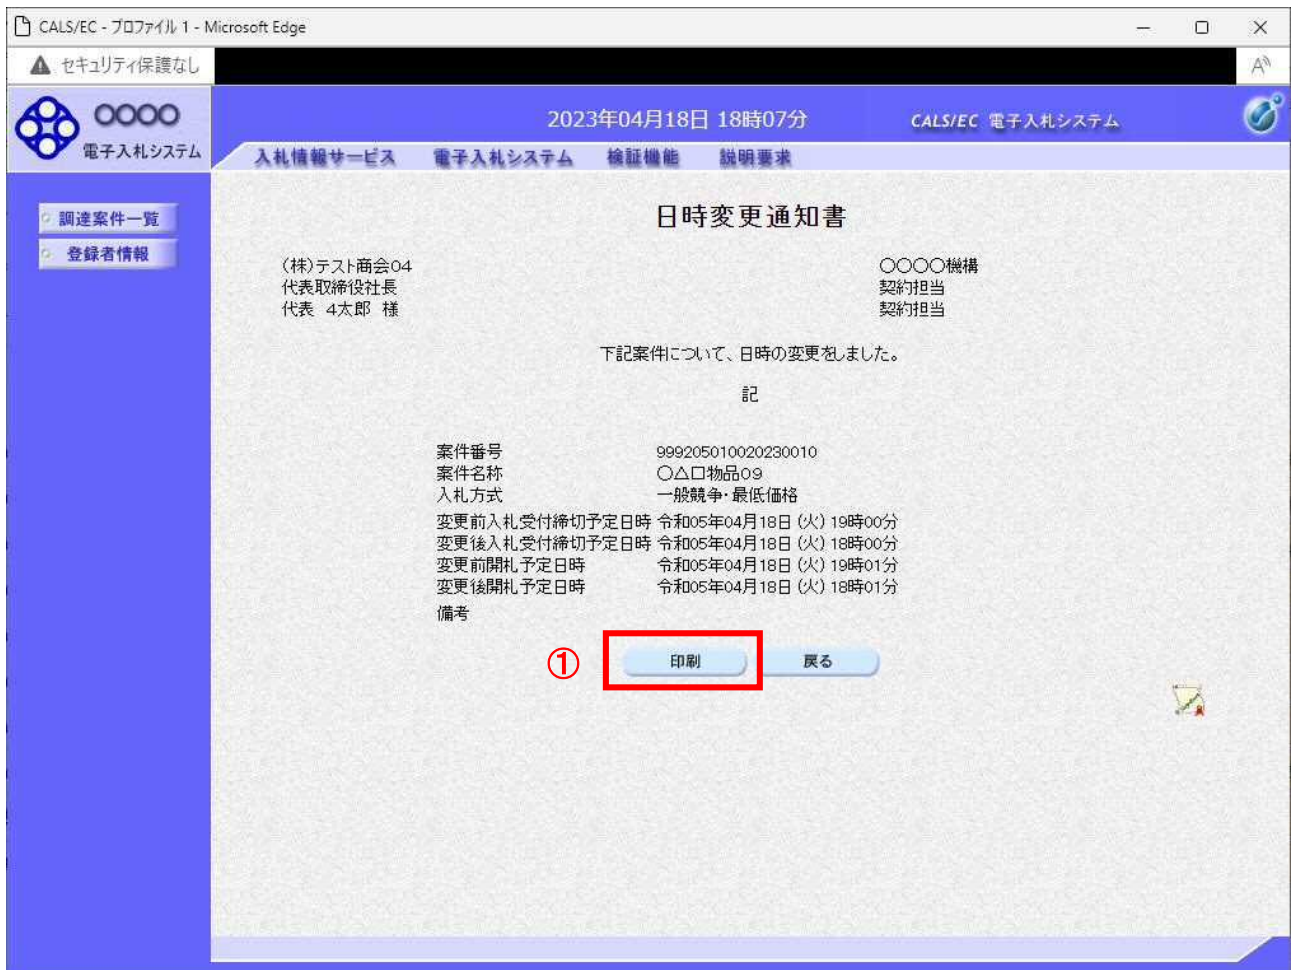 CALS/EC - プロファイル 1 - Microsoft Edge
セキュリティ保護なし
○○○○
電子入札システム
2023年04月18日 18時07分
CALS/EC 電子入札システム
入札情報サービス 電子入札システム 検証機能 説明要求
調達案件一覧
登録者情報
日時変更通知書
(株)テスト商会04
代表取締役社長
代表 4太郎 様
○○○○機構
契約担当
契約担当
下記案件について、日時の変更をしました。
記
案件番号 999205010020230010
案件名称 ○△口物品09
入札方式 一般競争・最低価格
変更前入札受付締切予定日時 令和05年04月18日(火)19時00分
変更後入札受付締切予定日時 令和05年04月18日(火)18時00分
変更前開札予定日時 令和05年04月18日(火)19時01分
変更後開札予定日時 令和05年04月18日(火)18時01分
備考
① 印刷 戻る